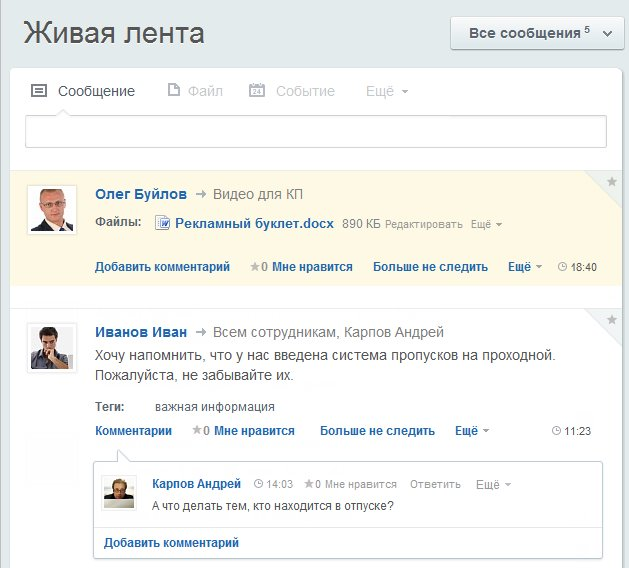 Живая лента
Все сообщения 5
Сообщение Файл 24 Событие Ещё
Олег Буйлов → Видео для КП
Файлы: Рекламный буклет.docx 890 КБ Редактировать Ещё
Добавить комментарий ★0 Мне нравится Больше не следить Ещё 18:40
Иванов Иван → Всем сотрудникам, Карпов Андрей
Хочу напомнить, что у нас введена система пропусков на проходной.
Пожалуйста, не забывайте их.
Теги: важная информация
Комментарии ★0 Мне нравится Больше не следить Ещё 11:23
Карпов Андрей 14:03 ★0 Мне нравится Ответить Ещё
А что делать тем, кто находится в отпуске?
Добавить комментарий